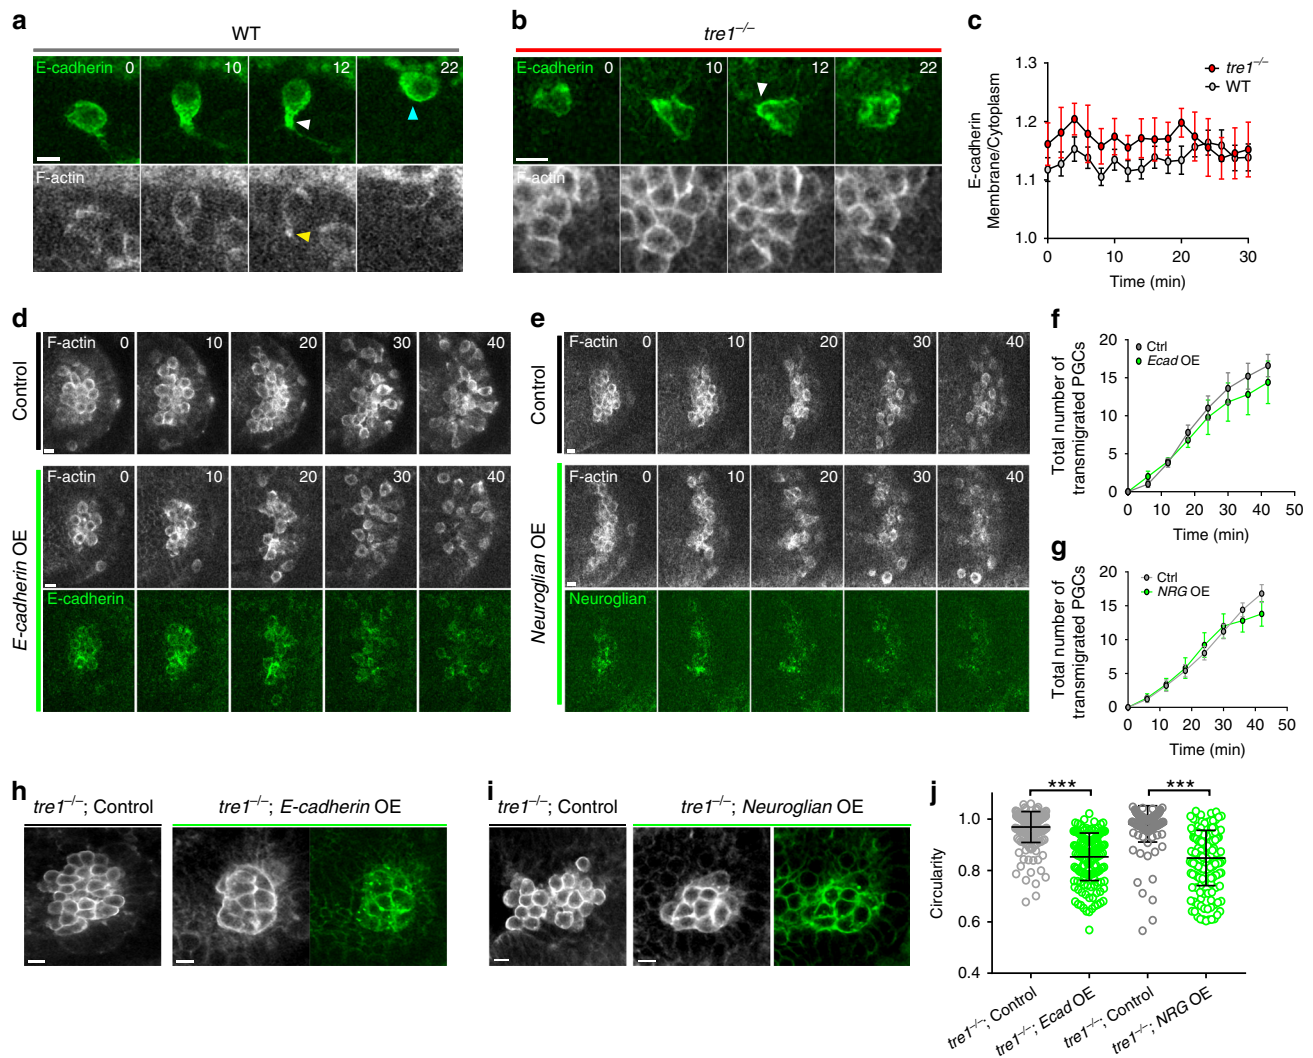 a
WT
E-cadherin 0 10 12 22
F-actin
b
tre1–/–
E-cadherin 0 10 12 22
F-actin
c
1.3
1.2
1.1
1.0
E-cadherin
Membrane/Cytoplasm
tre1–/–
WT
0 10 20 30
Time (min)
d
Control
F-actin 0 10 20 30 40
E-cadherin OE
F-actin 0 10 20 30 40
E-cadherin
e
Control
F-actin 0 10 20 30 40
Neuroglian OE
F-actin 0 10 20 30 40
Neuroglian
f
Total number of
transmigrated PGCs
20
15
10
5
0
Ctrl
Ecad OE
0 10 20 30 40 50
Time (min)
g
Total number of
transmigrated PGCs
20
15
10
5
0
Ctrl
NRG OE
0 10 20 30 40 50
Time (min)
h
tre1–/–; Control
tre1–/–; E-cadherin OE
i
tre1–/–; Control
tre1–/–; Neuroglian OE
j
Circularity
1.0
0.8
0.6
0.4
*** ***
tre1–/–; Control
tre1–/–; Ecad OE
tre1–/–; Control
tre1–/–; NRG OE